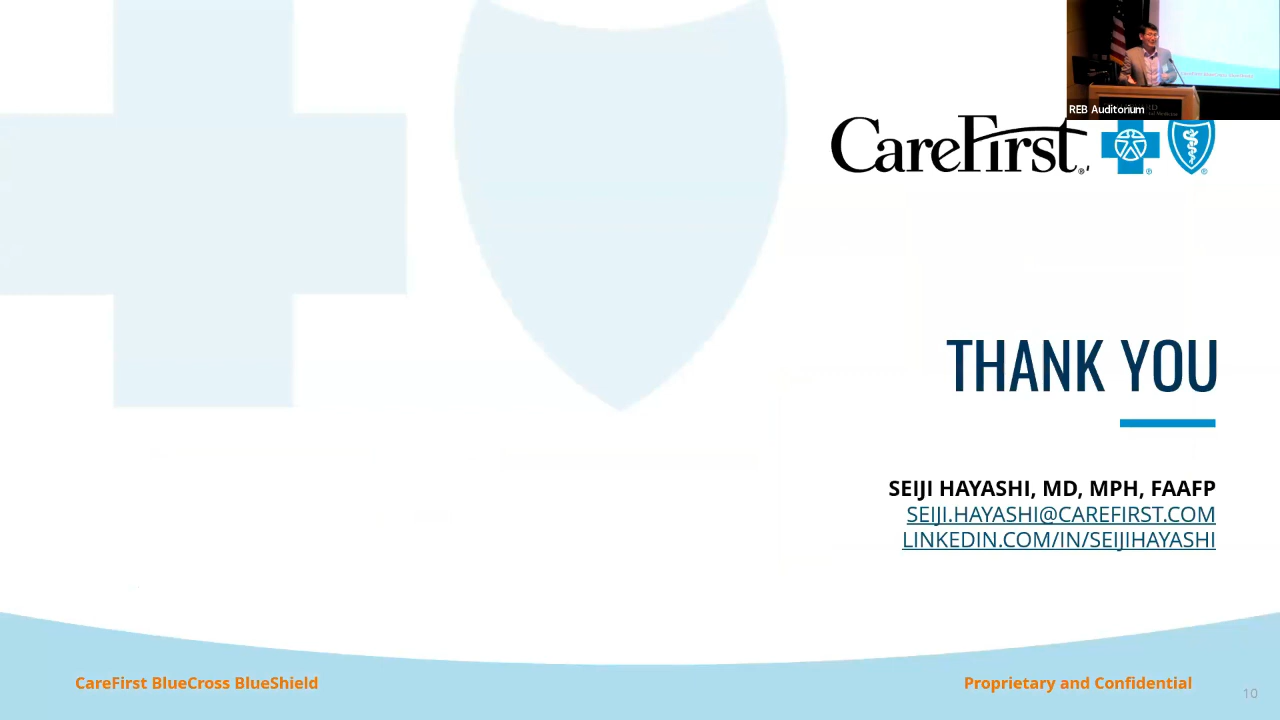 REB Auditorium
CareFirst
THANK YOU
SEIJI HAYASHI, MD, MPH, FAAFP
SEIJI.HAYASHI@CAREFIRST.COM
LINKEDIN.COM/IN/SEIJIHAYASHI
CareFirst BlueCross BlueShield
Proprietary and Confidential
10